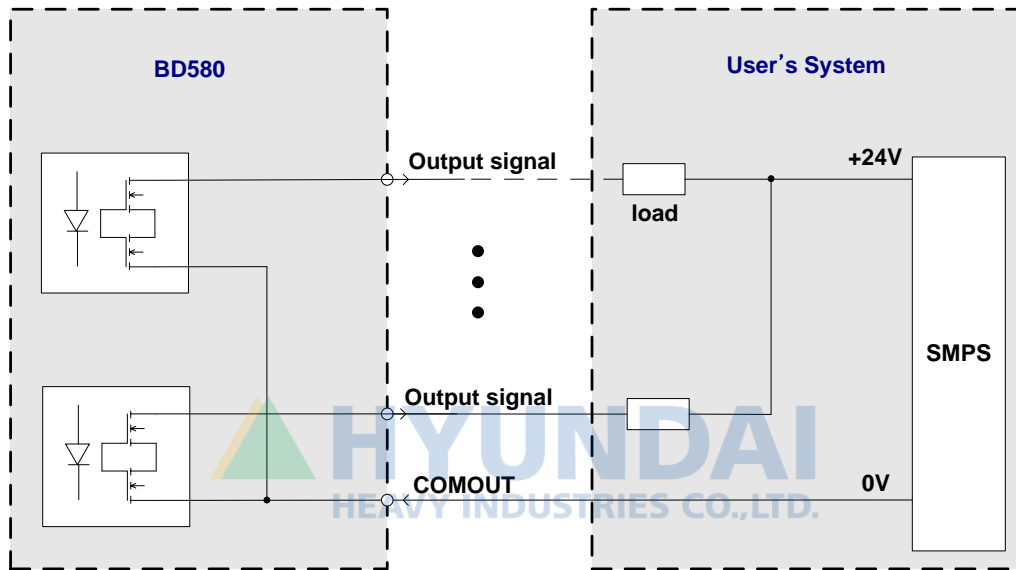 BD580
User's System
Output signal
+24V
load
SMPS
Output signal
HYUNDAI
COMOUT
0V
HEAVY INDUSTRIES CO.,LTD.